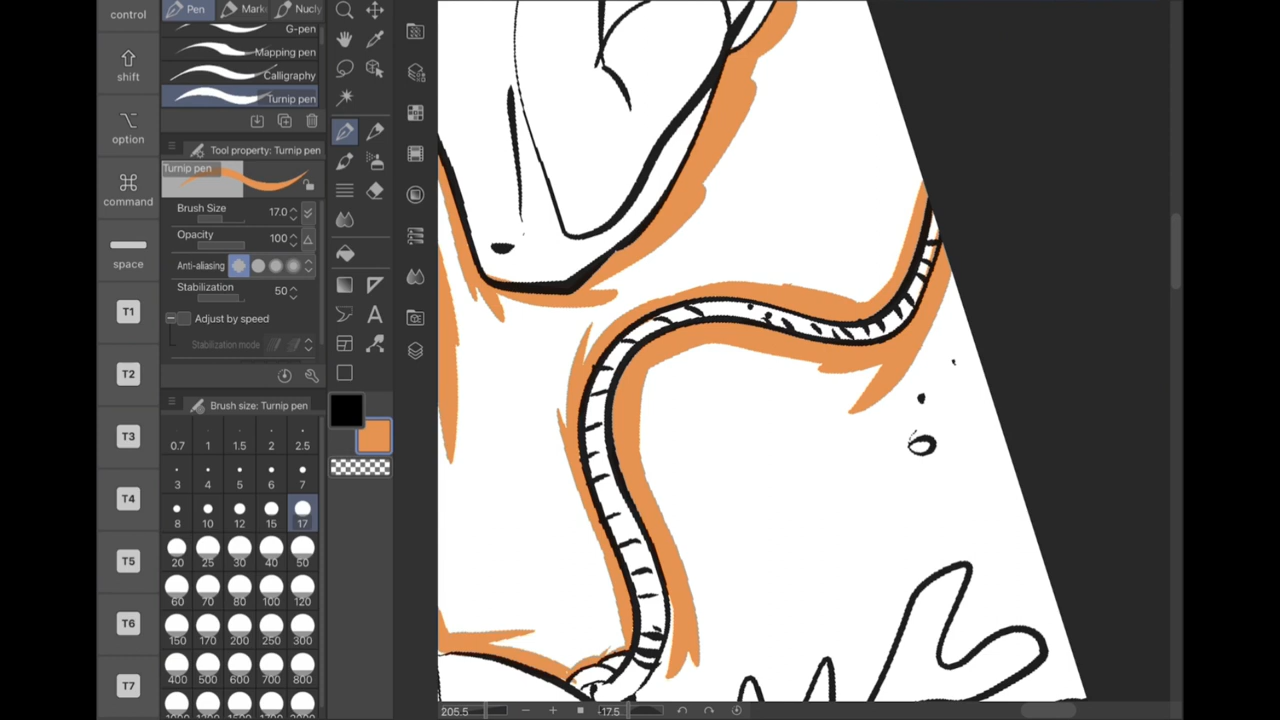 control
shift
option
command
space
T1
T2
T3
T4
T5
T6
T7
Pen Mark Nucly
G-pen
Mapping pen
Calligraphy
Turnip pen
Tool property: Turnip pen
Turnip pen
Brush Size 17.0
Opacity 100
Anti-aliasing
Stabilization 50
Adjust by speed
Stabilization mode
Brush size: Turnip pen
0.7 1 1.5 2 2.5
3 4 5 6 7
8 10 12 15 17
20 25 30 40 50
60 70 80 100 120
150 170 200 250 300
400 500 600 700 800
A
205.5 -17.5